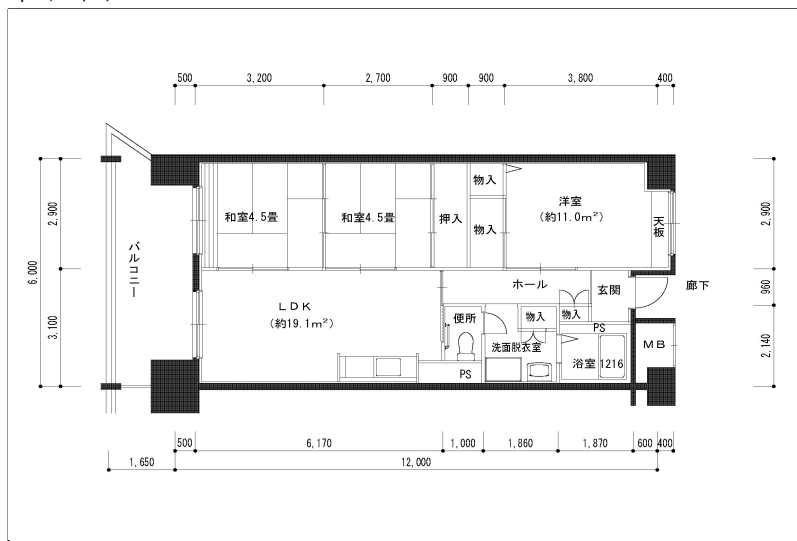 500 3,200 2,700 900 900 3,800 400
物入
和室4.5畳 和室4.5畳 押入 物入 洋室
(約11.0m²)
天板
2,900
2,900
6,000
バルコニー
ホール 玄関 廊下
960
LDK
(約19.1m²)
便所 物入 物入
PS
3,100
洗面脱衣室 MB
2,140
浴室 1216
PS
500 6,170 1,000 1,860 1,870 600 400
1,650 12,000